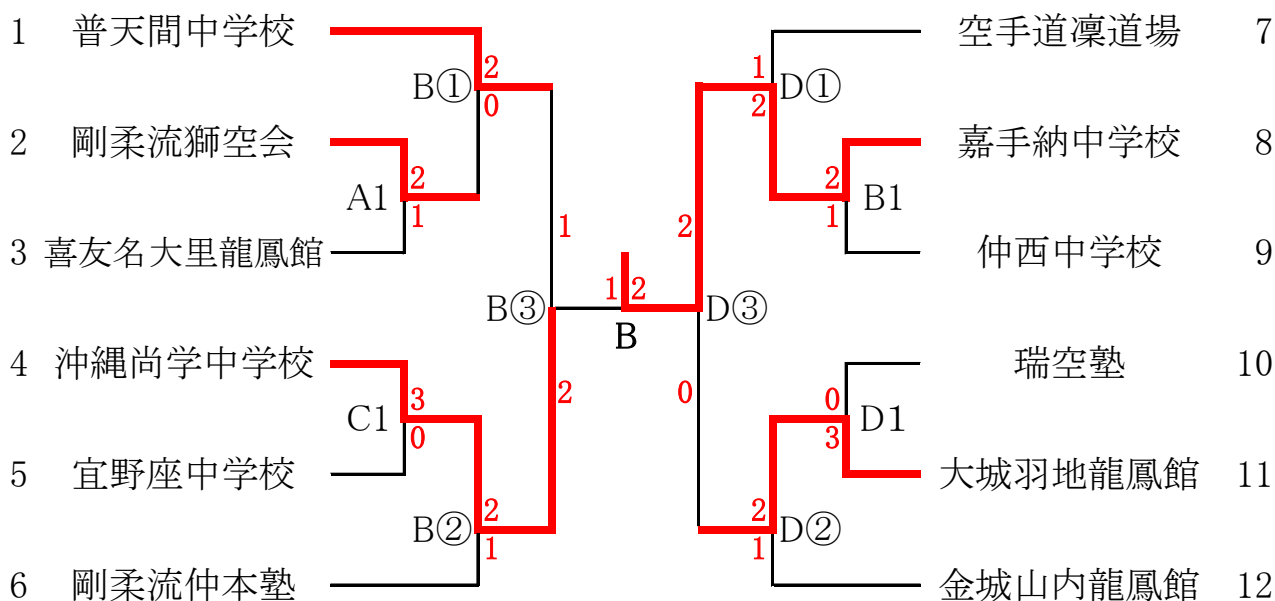 1 普天間中学校
2 剛柔流獅空会
3 喜友名大里龍鳳館
4 沖縄尚学中学校
5 宜野座中学校
6 剛柔流仲本塾
B① 2 0
A1 2 1
1
B③
C1 3 0
2
B② 2 1
1 2
B
空手道凜道場 7
嘉手納中学校 8
仲西中学校 9
瑞空塾 10
大城羽地龍鳳館 11
金城山内龍鳳館 12
1 2 D①
2 1 B1
2
D③
0
0 3 D1
2 1 D②